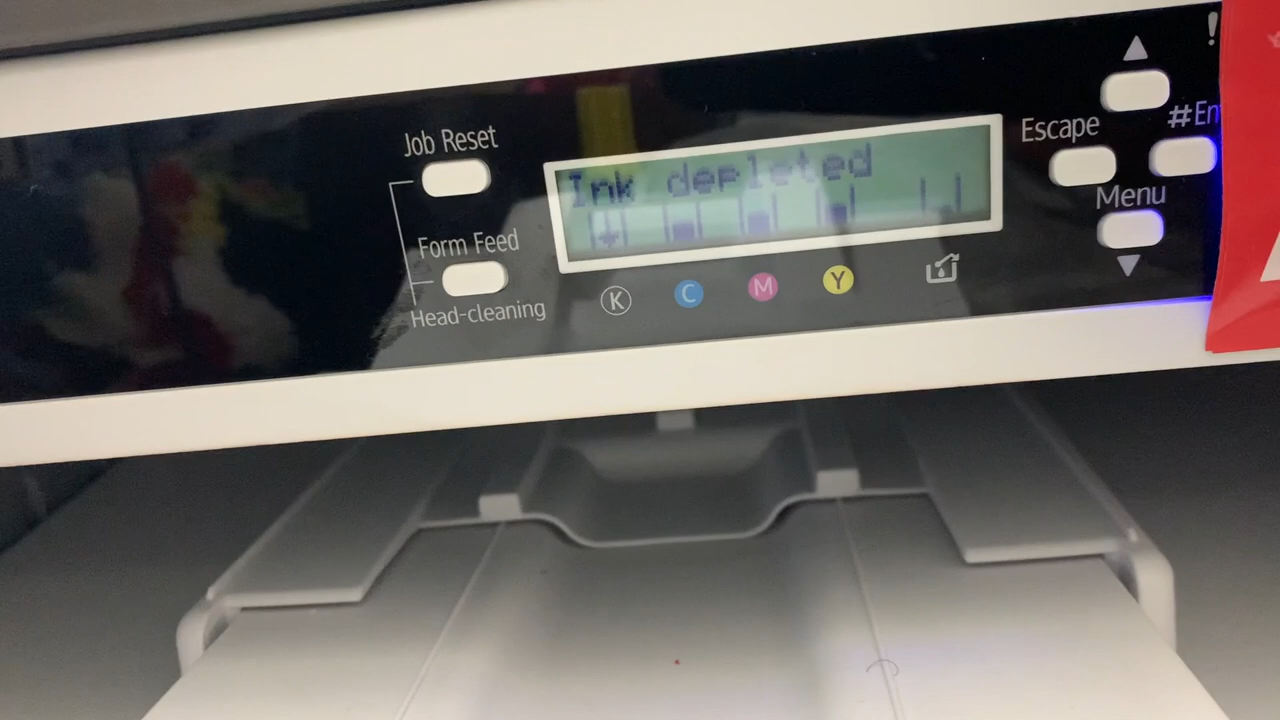 Job Reset
Form Feed
Head-cleaning
Ink depleted
K
C
M
Y
Escape
#En
Menu
!